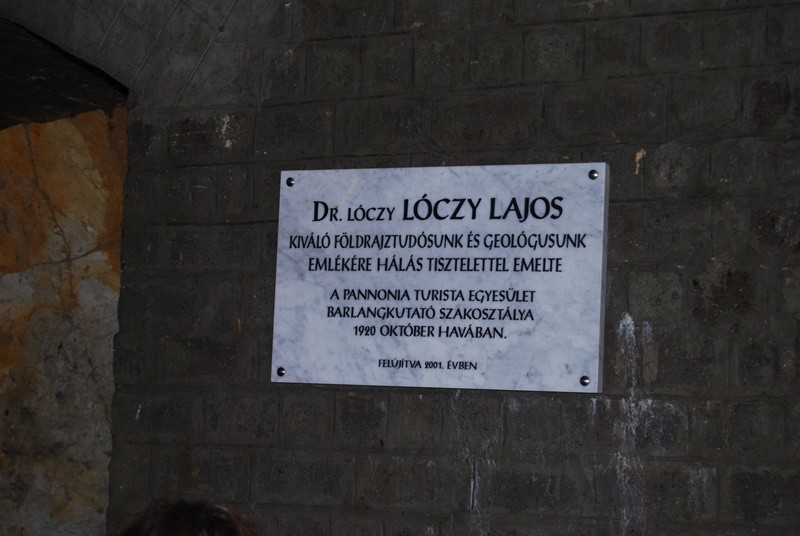 DR. LÓCZY LÓCZY LAJOS
KIVÁLÓ FÖLDRAJZTUDÓSUNK ÉS GEOLÓGUSUNK
EMLÉKÉRE HÁLÁS TISZTELETTEL EMELTE
A PANNONIA TURISTA EGYESÜLET
BARLANGKUTATÓ SZAKOSZTÁLYA
1920 OKTÓBER HAVÁBAN.
FELÚJÍTVA 2001. ÉVBEN